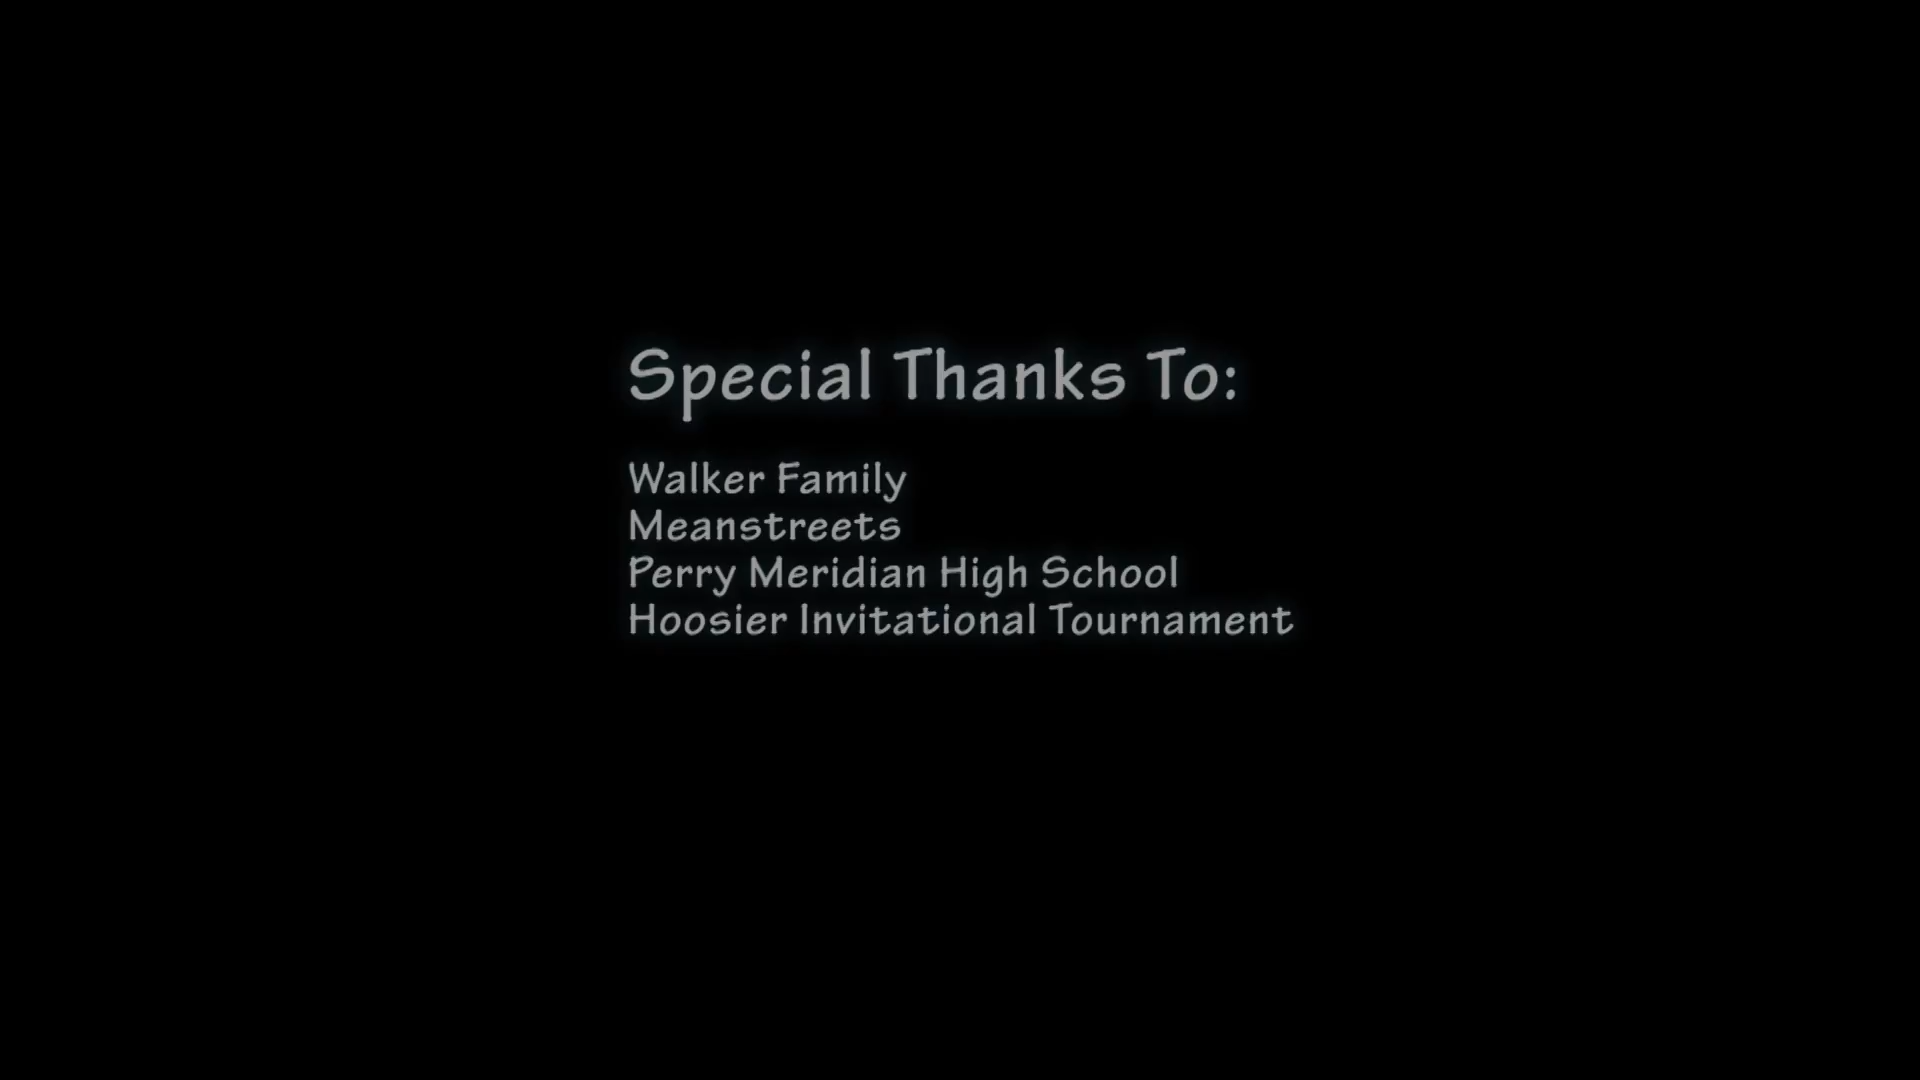 Special Thanks To:
Walker Family
Meanstreets
Perry Meridian High School
Hoosier Invitational Tournament